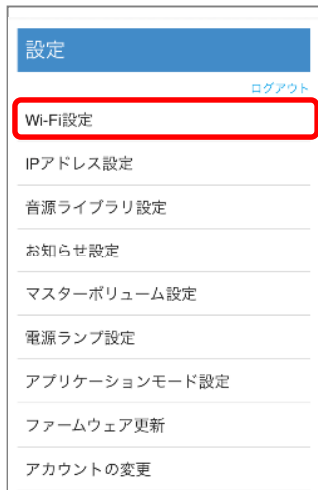 設定
ログアウト
Wi-Fi設定
IPアドレス設定
音源ライブラリ設定
お知らせ設定
マスターボリューム設定
電源ランプ設定
アプリケーションモード設定
ファームウェア更新
アカウントの変更